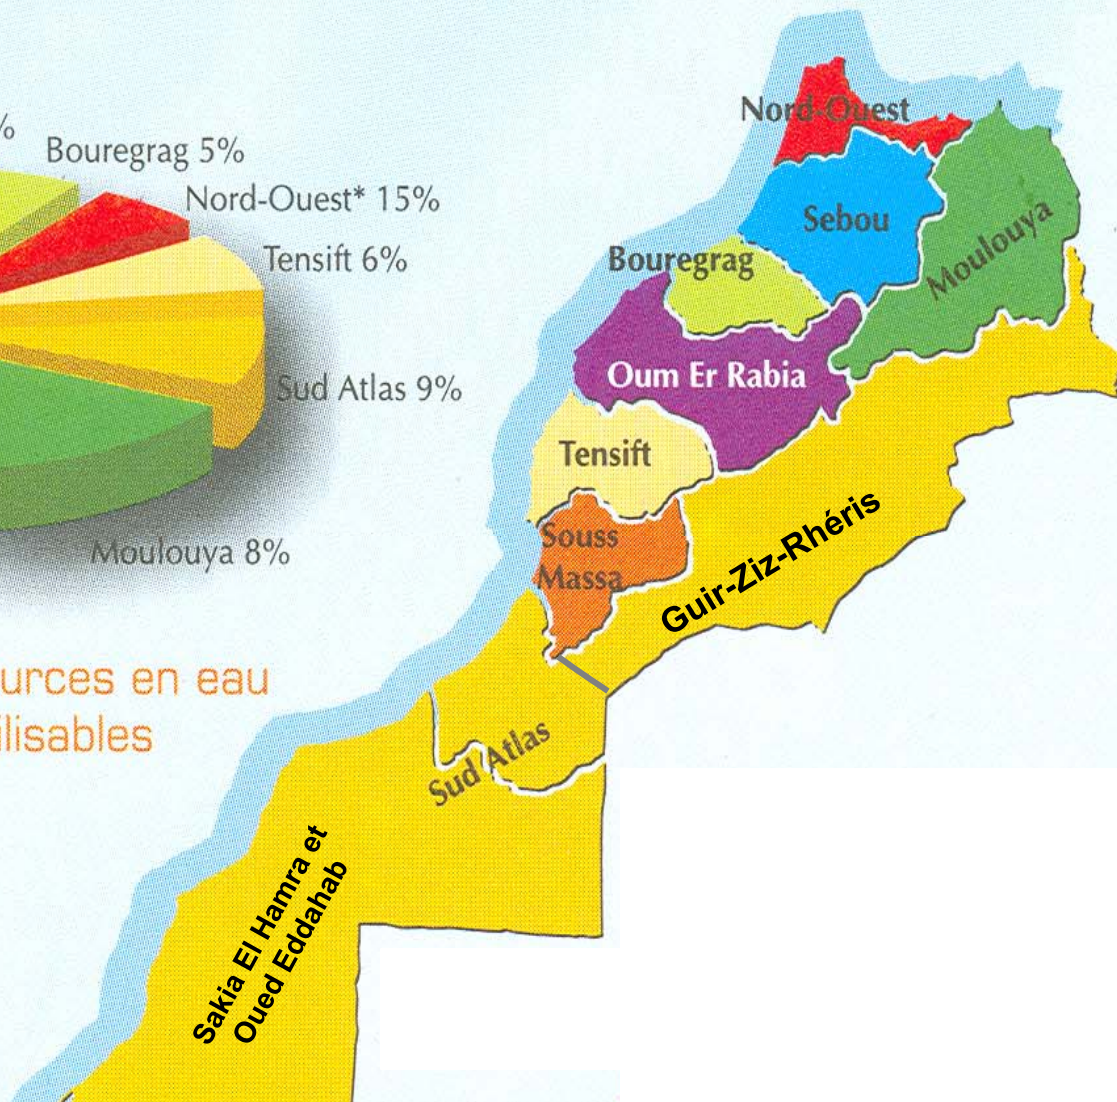 %
Bouregrag 5%
Nord-Ouest* 15%
Tensift 6%
Sud Atlas 9%
Moulouya 8%
urces en eau
ilisables
Nord-Ouest
Sebou
Moulouya
Bouregrag
Oum Er Rabia
Tensift
Souss
Massa
Guir-Ziz-Rhéris
Sud Atlas
Sakia El Hamra et
Oued Eddahab